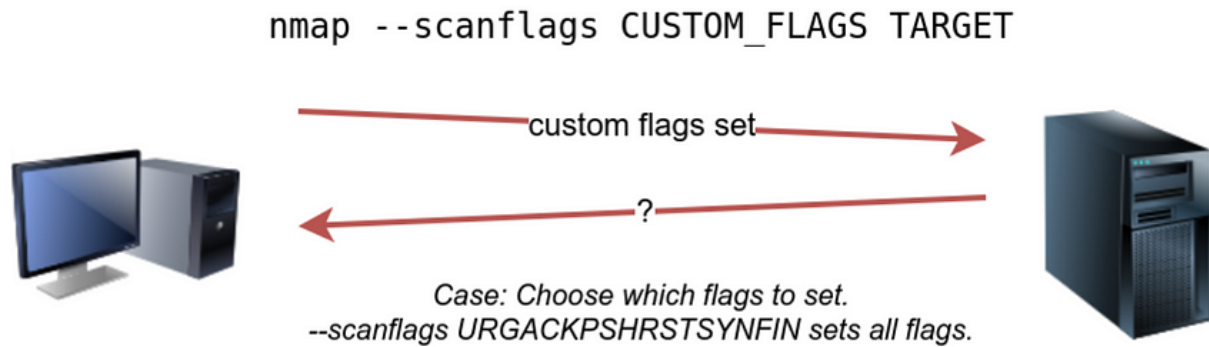 nmap --scanflags CUSTOM_FLAGS TARGET
custom flags set
?
Case: Choose which flags to set.
--scanflags URGACKPSHRSTSYNFIN sets all flags.